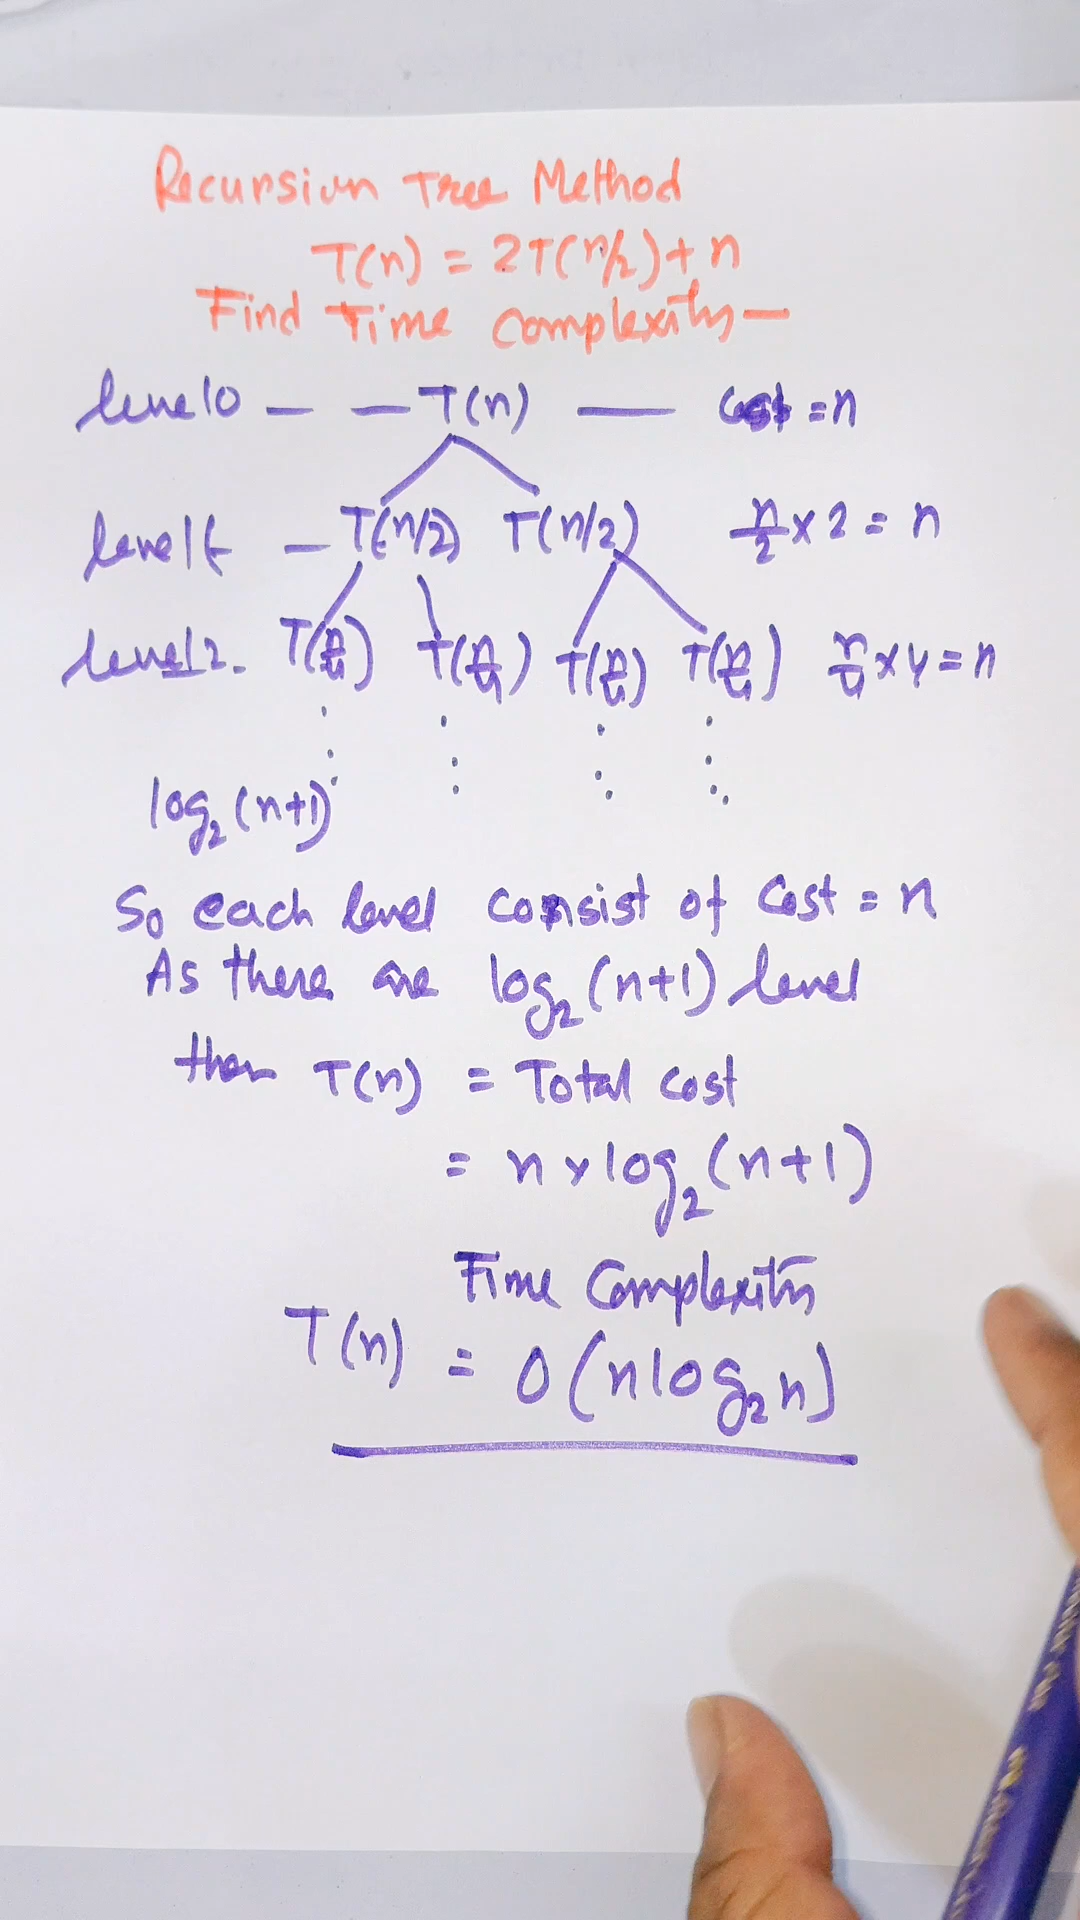 Recursion Tree Method
T(n) = 2T(n/2) + n
Find Time Complexity —
level 0 — — T(n) — Cost = n
level 1 — T(n/2) T(n/2) n/2 × 2 = n
level 2. T(n/4) T(n/4) T(n/4) T(n/4) n/4 × 4 = n
log₂(n+1)
So each level consist of Cost = n
As there are log₂(n+1) level
then T(n) = Total cost
= n × log₂(n+1)
Time Complexity
T(n) = O(n log₂ n)